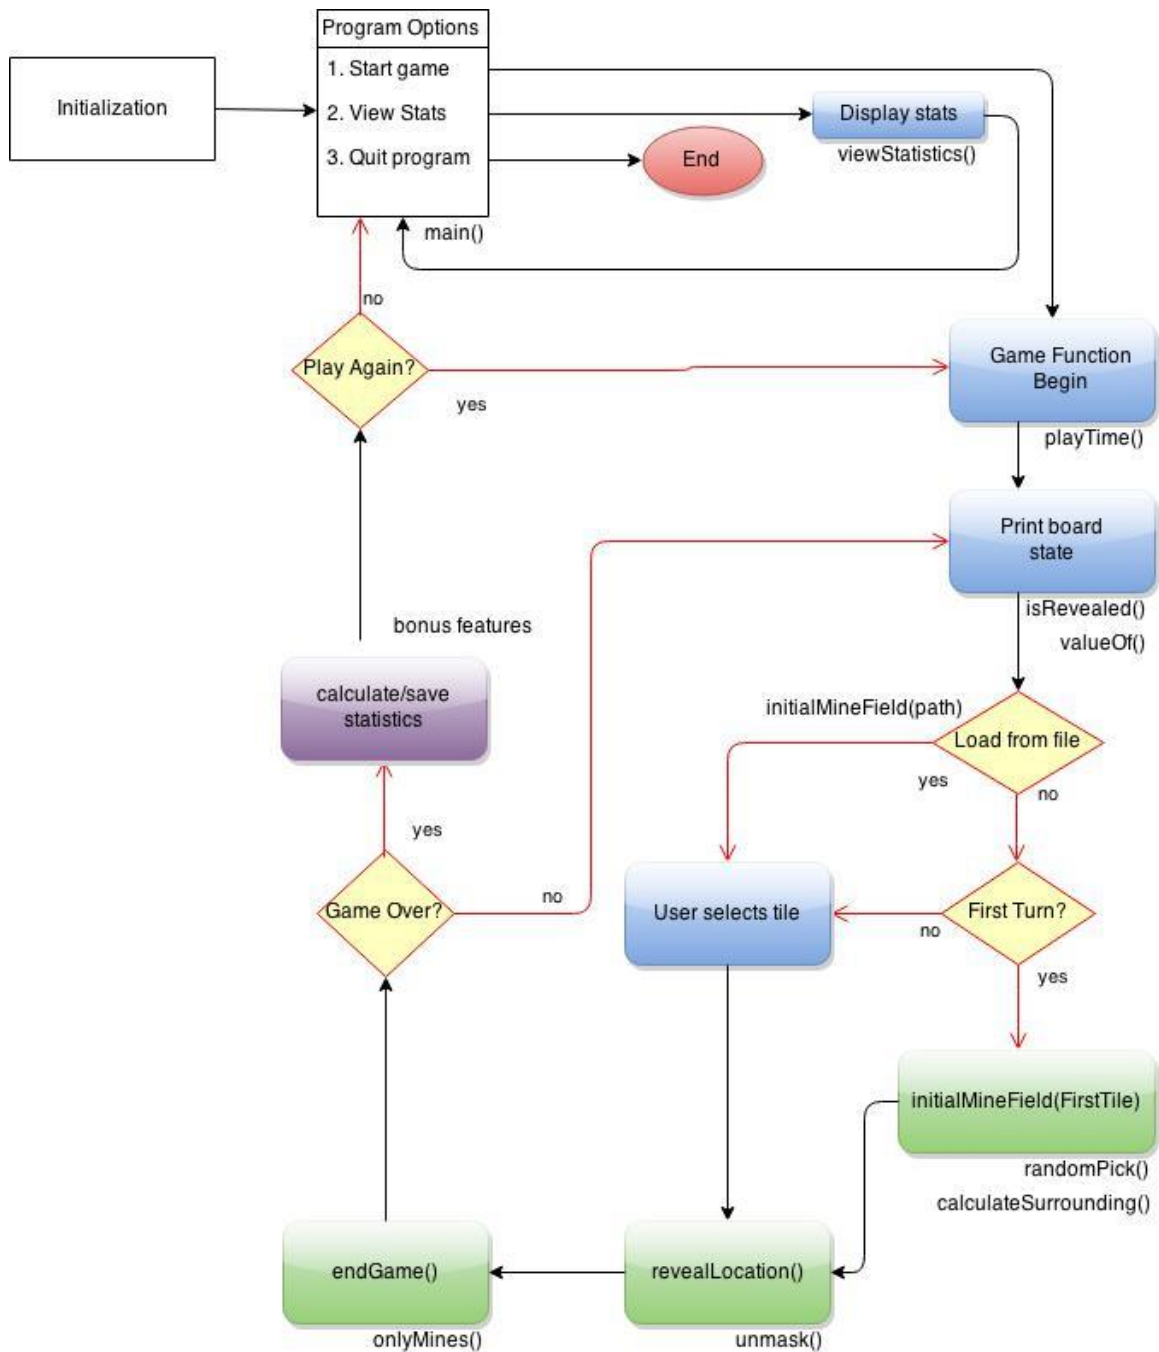 Program Options
1. Start game
2. View Stats
3. Quit program
Initialization
Display stats
viewStatistics()
End
main()
no
Play Again?
yes
Game Function
Begin
playTime()
Print board
state
isRevealed()
valueOf()
bonus features
calculate/save
statistics
initialMineField(path)
Load from file
yes
no
yes
Game Over?
no
User selects tile
First Turn?
no
yes
initialMineField(FirstTile)
randomPick()
calculateSurrounding()
endGame()
onlyMines()
revealLocation()
unmask()